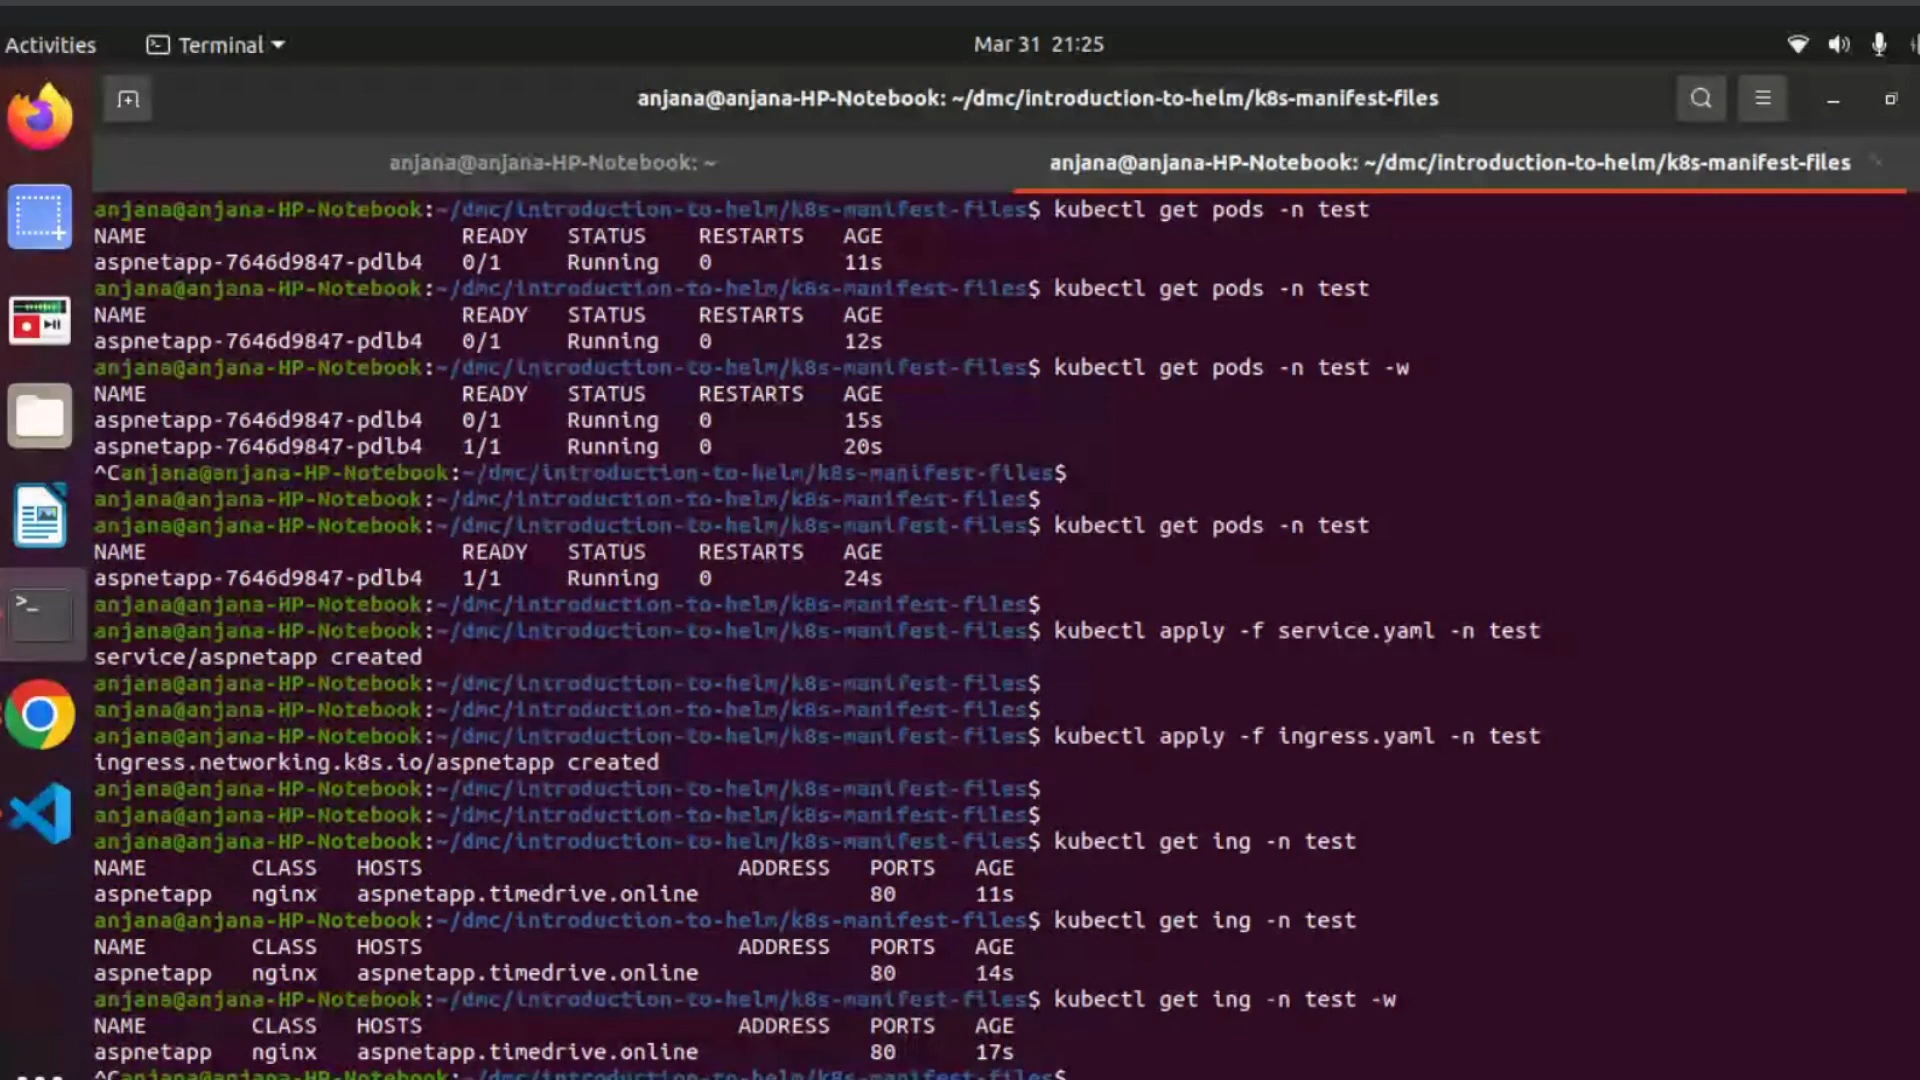 Activities Terminal Mar 31 21:25
anjana@anjana-HP-Notebook: ~/dmc/introduction-to-helm/k8s-manifest-files
anjana@anjana-HP-Notebook: ~ anjana@anjana-HP-Notebook: ~/dmc/introduction-to-helm/k8s-manifest-files
anjana@anjana-HP-Notebook:~/dmc/introduction-to-helm/k8s-manifest-files$ kubectl get pods -n test
NAME READY STATUS RESTARTS AGE
aspnetapp-7646d9847-pdlb4 0/1 Running 0 11s
anjana@anjana-HP-Notebook:~/dmc/introduction-to-helm/k8s-manifest-files$ kubectl get pods -n test
NAME READY STATUS RESTARTS AGE
aspnetapp-7646d9847-pdlb4 0/1 Running 0 12s
anjana@anjana-HP-Notebook:~/dmc/introduction-to-helm/k8s-manifest-files$ kubectl get pods -n test -w
NAME READY STATUS RESTARTS AGE
aspnetapp-7646d9847-pdlb4 0/1 Running 0 15s
aspnetapp-7646d9847-pdlb4 1/1 Running 0 20s
^Canjana@anjana-HP-Notebook:~/dmc/introduction-to-helm/k8s-manifest-files$
anjana@anjana-HP-Notebook:~/dmc/introduction-to-helm/k8s-manifest-files$
anjana@anjana-HP-Notebook:~/dmc/introduction-to-helm/k8s-manifest-files$ kubectl get pods -n test
NAME READY STATUS RESTARTS AGE
aspnetapp-7646d9847-pdlb4 1/1 Running 0 24s
anjana@anjana-HP-Notebook:~/dmc/introduction-to-helm/k8s-manifest-files$
anjana@anjana-HP-Notebook:~/dmc/introduction-to-helm/k8s-manifest-files$ kubectl apply -f service.yaml -n test
service/aspnetapp created
anjana@anjana-HP-Notebook:~/dmc/introduction-to-helm/k8s-manifest-files$
anjana@anjana-HP-Notebook:~/dmc/introduction-to-helm/k8s-manifest-files$
anjana@anjana-HP-Notebook:~/dmc/introduction-to-helm/k8s-manifest-files$ kubectl apply -f ingress.yaml -n test
ingress.networking.k8s.io/aspnetapp created
anjana@anjana-HP-Notebook:~/dmc/introduction-to-helm/k8s-manifest-files$
anjana@anjana-HP-Notebook:~/dmc/introduction-to-helm/k8s-manifest-files$
anjana@anjana-HP-Notebook:~/dmc/introduction-to-helm/k8s-manifest-files$ kubectl get ing -n test
NAME CLASS HOSTS ADDRESS PORTS AGE
aspnetapp nginx aspnetapp.timedrive.online 80 11s
anjana@anjana-HP-Notebook:~/dmc/introduction-to-helm/k8s-manifest-files$ kubectl get ing -n test
NAME CLASS HOSTS ADDRESS PORTS AGE
aspnetapp nginx aspnetapp.timedrive.online 80 14s
anjana@anjana-HP-Notebook:~/dmc/introduction-to-helm/k8s-manifest-files$ kubectl get ing -n test -w
NAME CLASS HOSTS ADDRESS PORTS AGE
aspnetapp nginx aspnetapp.timedrive.online 80 17s
^Canjana@anjana-HP-Notebook:~/dmc/introduction-to-helm/k8s-manifest-files$